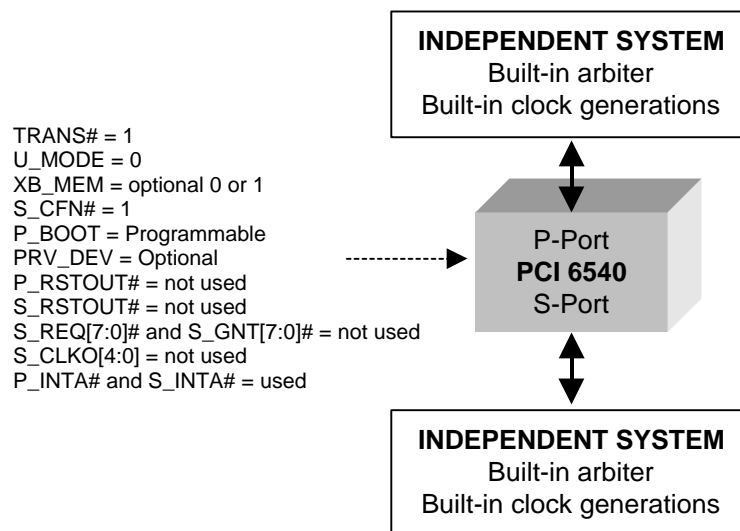 INDEPENDENT SYSTEM
Built-in arbiter
Built-in clock generations
TRANS# = 1
U_MODE = 0
XB_MEM = optional 0 or 1
S_CFN# = 1
P_BOOT = Programmable
PRV_DEV = Optional
P_RSTOUT# = not used
S_RSTOUT# = not used
S_REQ[7:0]# and S_GNT[7:0]# = not used
S_CLKO[4:0] = not used
P_INTA# and S_INTA# = used
P-Port
PCI 6540
S-Port
INDEPENDENT SYSTEM
Built-in arbiter
Built-in clock generations